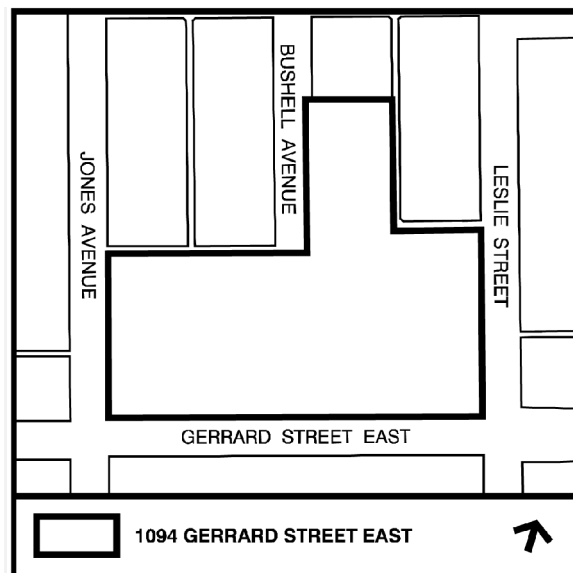 BUSHELL AVENUE
JONES AVENUE
LESLIE STREET
GERRARD STREET EAST
1094 GERRARD STREET EAST